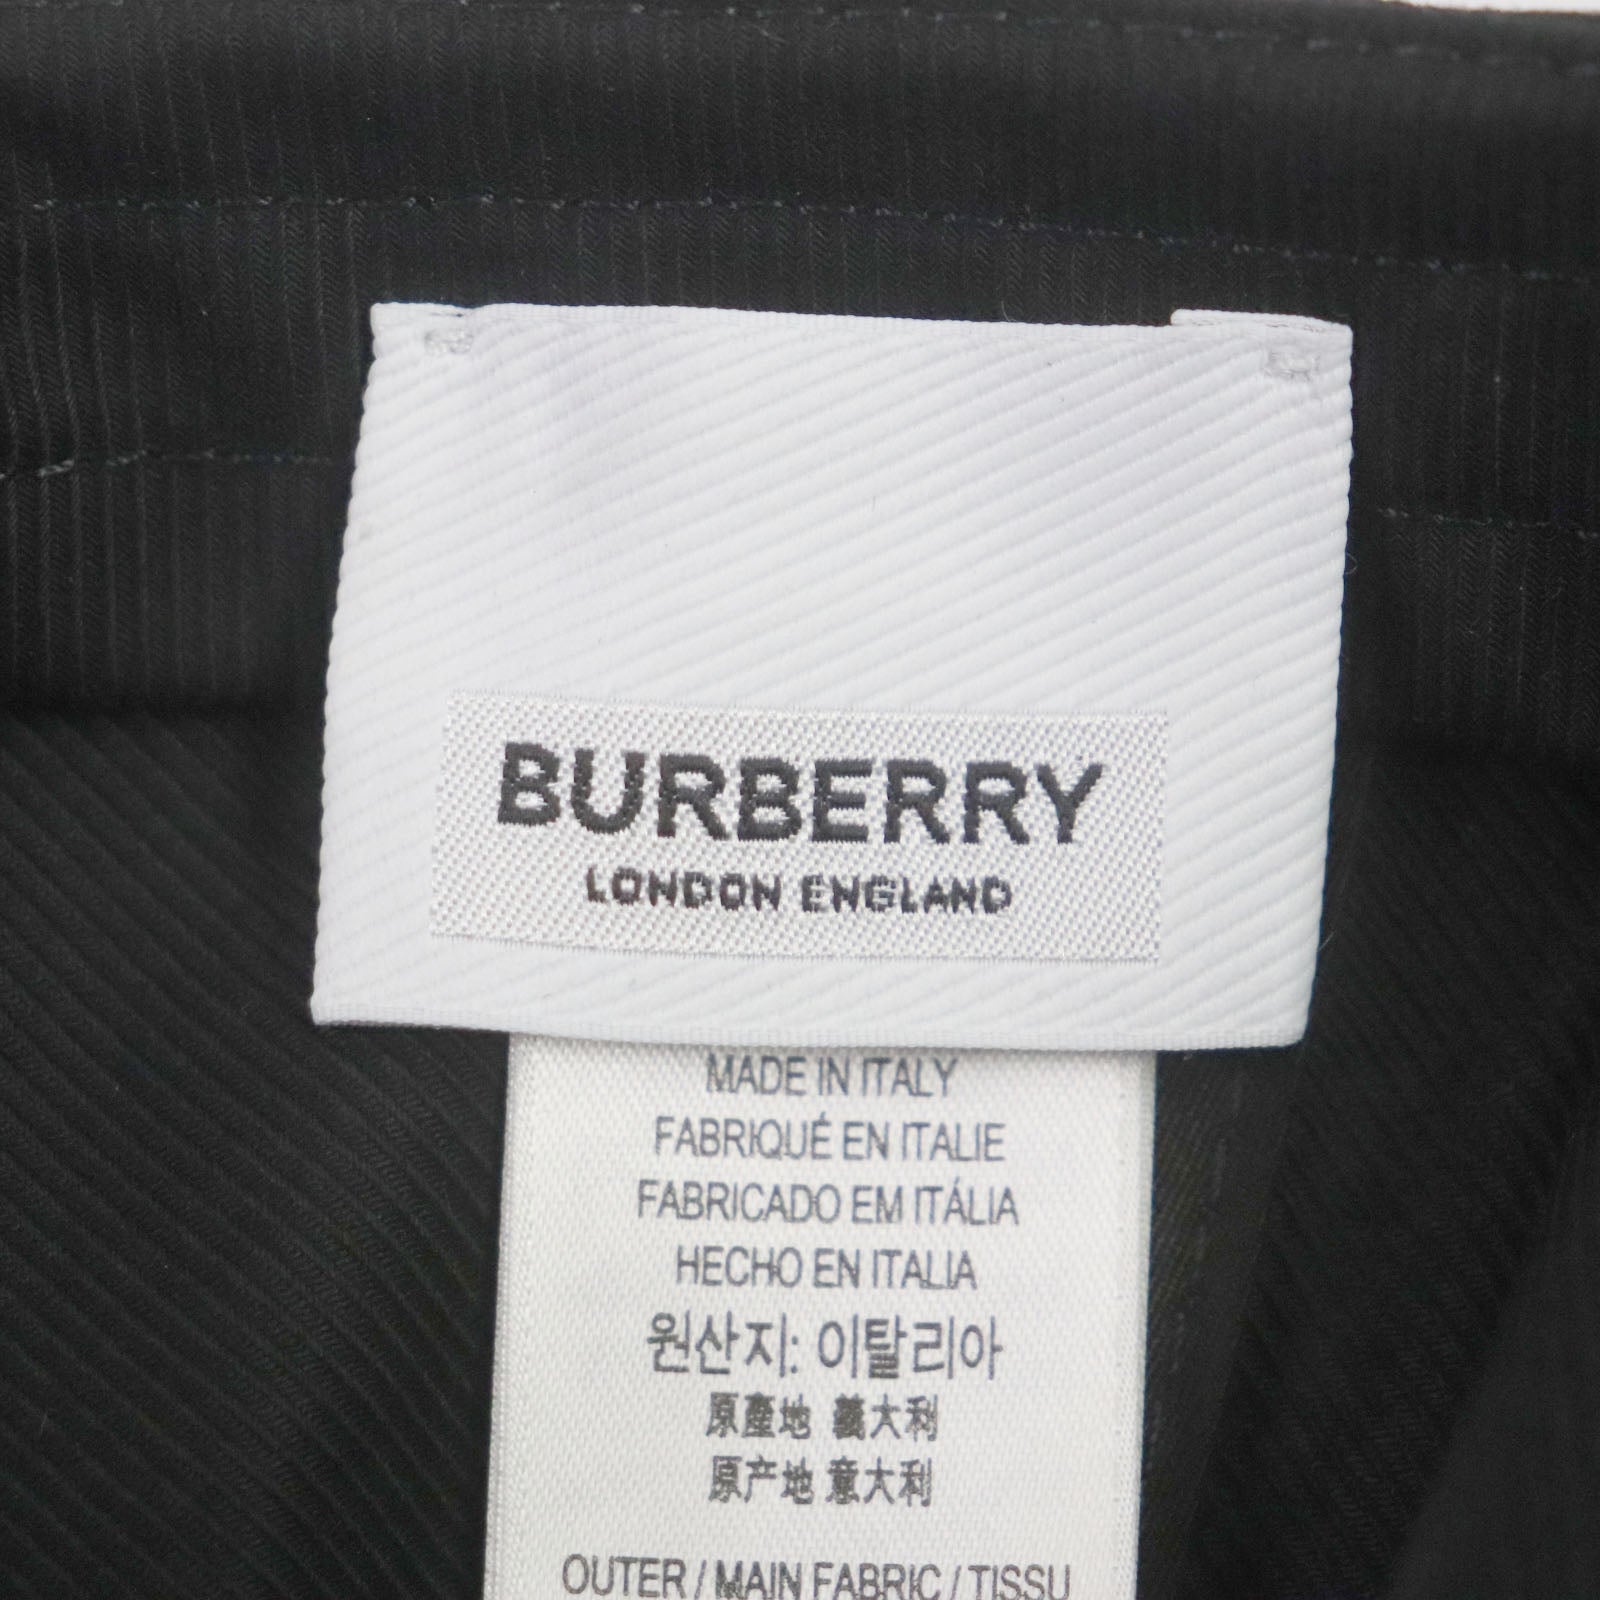 BURBERRY
LONDON ENGLAND
MADE IN ITALY
FABRIQUÉ EN ITALIE
FABRICADO EM ITÁLIA
HECHO EN ITALIA
원산지: 이탈리아
原產地 義大利
原产地 意大利
OUTER / MAIN FABRIC / TISSU